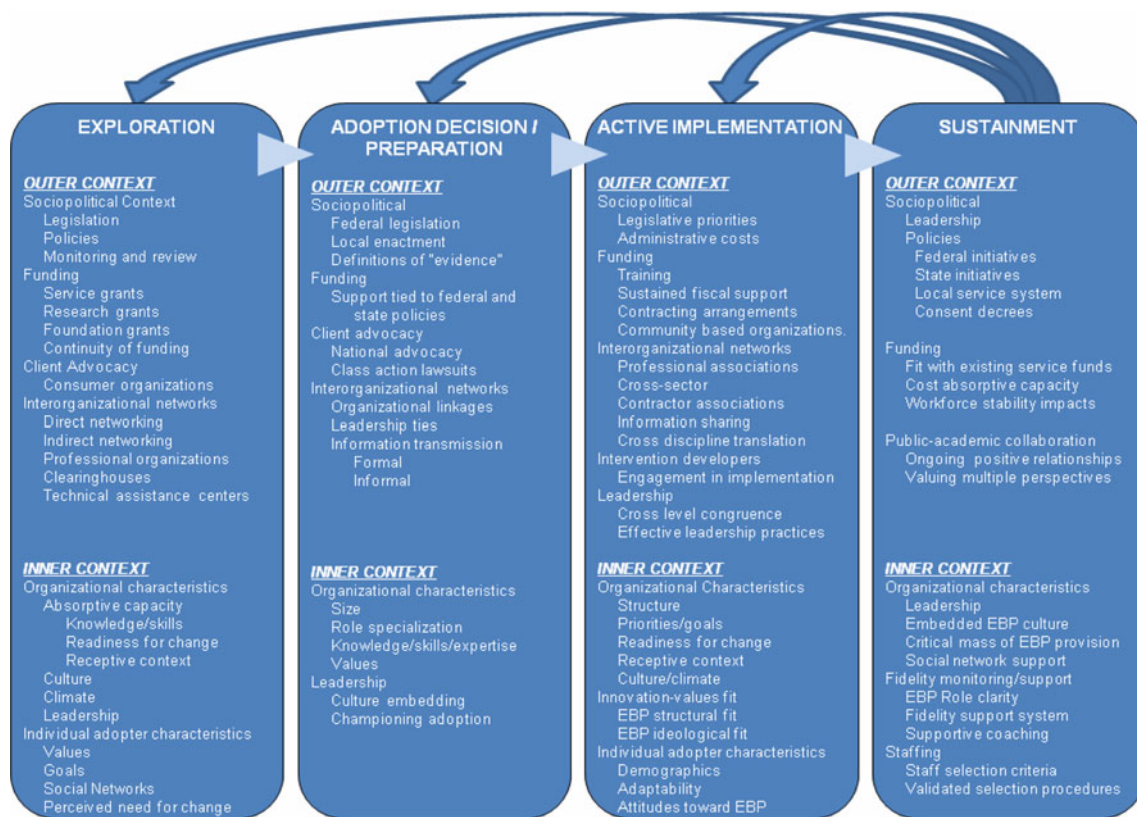 EXPLORATION
OUTER CONTEXT
Sociopolitical Context
Legislation
Policies
Monitoring and review
Funding
Service grants
Research grants
Foundation grants
Continuity of funding
Client Advocacy
Consumer organizations
Interorganizational networks
Direct networking
Indirect networking
Professional organizations
Clearinghouses
Technical assistance centers
INNER CONTEXT
Organizational characteristics
Absorptive capacity
Knowledge/skills
Readiness for change
Receptive context
Culture
Climate
Leadership
Individual adopter characteristics
Values
Goals
Social Networks
Perceived need for change
ADOPTION DECISION /
PREPARATION
OUTER CONTEXT
Sociopolitical
Federal legislation
Local enactment
Definitions of "evidence"
Funding
Support tied to federal and
state policies
Client advocacy
National advocacy
Class action lawsuits
Interorganizational networks
Organizational linkages
Leadership ties
Information transmission
Formal
Informal
INNER CONTEXT
Organizational characteristics
Size
Role specialization
Knowledge/skills/expertise
Values
Leadership
Culture embedding
Championing adoption
ACTIVE IMPLEMENTATION
OUTER CONTEXT
Sociopolitical
Legislative priorities
Administrative costs
Funding
Training
Sustained fiscal support
Contracting arrangements
Community based organizations.
Interorganizational networks
Professional associations
Cross-sector
Contractor associations
Information sharing
Cross discipline translation
Intervention developers
Engagement in implementation
Leadership
Cross level congruence
Effective leadership practices
INNER CONTEXT
Organizational Characteristics
Structure
Priorities/goals
Readiness for change
Receptive context
Culture/climate
Innovation-values fit
EBP structural fit
EBP ideological fit
Individual adopter characteristics
Demographics
Adaptability
Attitudes toward EBP
SUSTAINMENT
OUTER CONTEXT
Sociopolitical
Leadership
Policies
Federal initiatives
State initiatives
Local service system
Consent decrees
Funding
Fit with existing service funds
Cost absorptive capacity
Workforce stability impacts
Public-academic collaboration
Ongoing positive relationships
Valuing multiple perspectives
INNER CONTEXT
Organizational characteristics
Leadership
Embedded EBP culture
Critical mass of EBP provision
Social network support
Fidelity monitoring/support
EBP Role clarity
Fidelity support system
Supportive coaching
Staffing
Staff selection criteria
Validated selection procedures